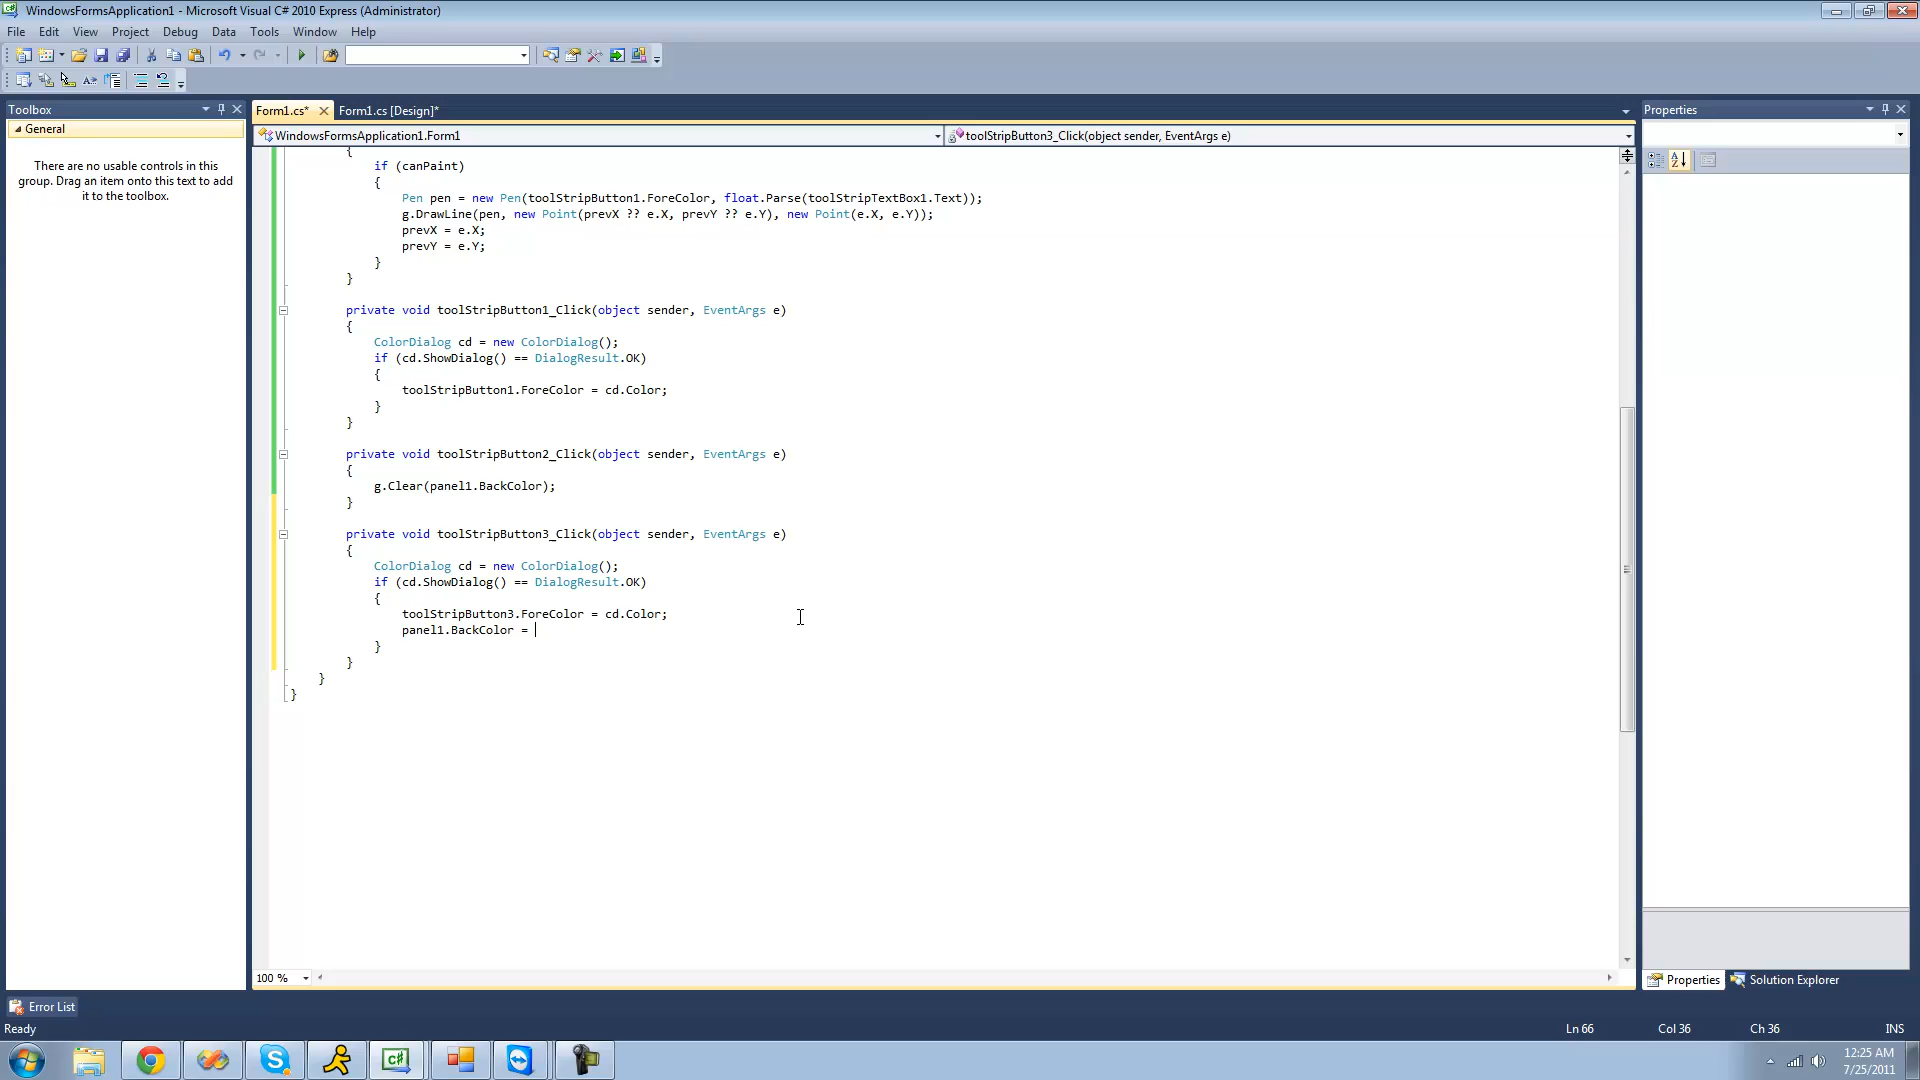 WindowsFormsApplication1 - Microsoft Visual C# 2010 Express (Administrator)
File Edit View Project Debug Data Tools Window Help
Toolbox
General
There are no usable controls in this
group. Drag an item onto this text to add
it to the toolbox.
Form1.cs* Form1.cs [Design]*
WindowsFormsApplication1.Form1 toolStripButton3_Click(object sender, EventArgs e)
{
if (canPaint)
{
Pen pen = new Pen(toolStripButton1.ForeColor, float.Parse(toolStripTextBox1.Text));
g.DrawLine(pen, new Point(prevX ?? e.X, prevY ?? e.Y), new Point(e.X, e.Y));
prevX = e.X;
prevY = e.Y;
}
}
private void toolStripButton1_Click(object sender, EventArgs e)
{
ColorDialog cd = new ColorDialog();
if (cd.ShowDialog() == DialogResult.OK)
{
toolStripButton1.ForeColor = cd.Color;
}
}
private void toolStripButton2_Click(object sender, EventArgs e)
{
g.Clear(panel1.BackColor);
}
private void toolStripButton3_Click(object sender, EventArgs e)
{
ColorDialog cd = new ColorDialog();
if (cd.ShowDialog() == DialogResult.OK)
{
toolStripButton3.ForeColor = cd.Color;
panel1.BackColor =
}
}
}
}
100 %
Properties
Properties Solution Explorer
Error List
Ready Ln 66 Col 36 Ch 36 INS
12:25 AM
7/25/2011